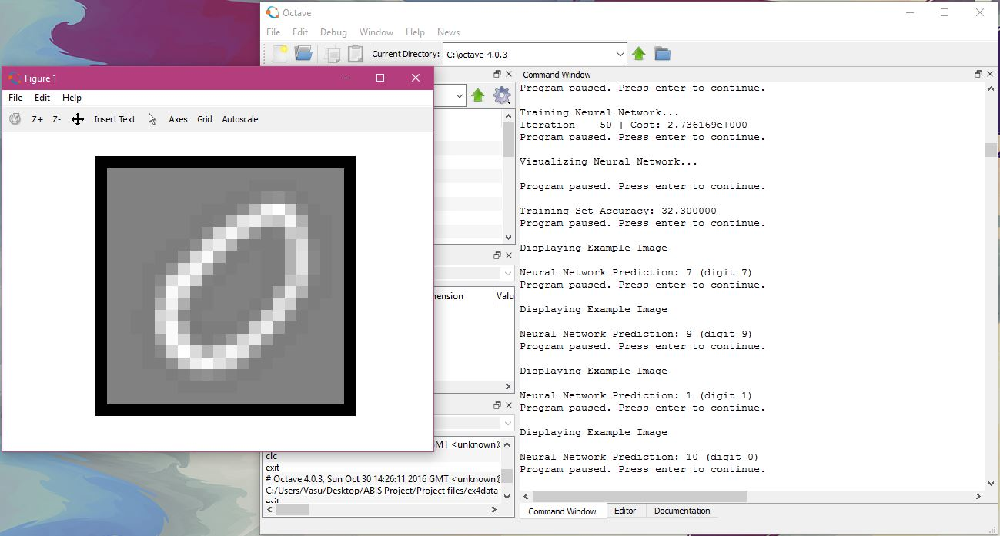 Octave
File Edit Debug Window Help News
Current Directory: C:\octave-4.0.3
Figure 1
File Edit Help
Z+ Z- Insert Text Axes Grid Autoscale
Command Window
Program paused. Press enter to continue.
Training Neural Network...
Iteration    50 | Cost: 2.736169e+000
Program paused. Press enter to continue.
Visualizing Neural Network...
Program paused. Press enter to continue.
Training Set Accuracy: 32.300000
Program paused. Press enter to continue.
Displaying Example Image
Neural Network Prediction: 7 (digit 7)
Program paused. Press enter to continue.
Displaying Example Image
Neural Network Prediction: 9 (digit 9)
Program paused. Press enter to continue.
Displaying Example Image
Neural Network Prediction: 1 (digit 1)
Program paused. Press enter to continue.
Displaying Example Image
Neural Network Prediction: 10 (digit 0)
Program paused. Press enter to continue.
mension Valu
MT <unknown@
clc
exit
# Octave 4.0.3, Sun Oct 30 14:26:11 2016 GMT <unknown@
C:/Users/Vasu/Desktop/ABIS Project/Project files/ex4data1
exit
Command Window Editor Documentation